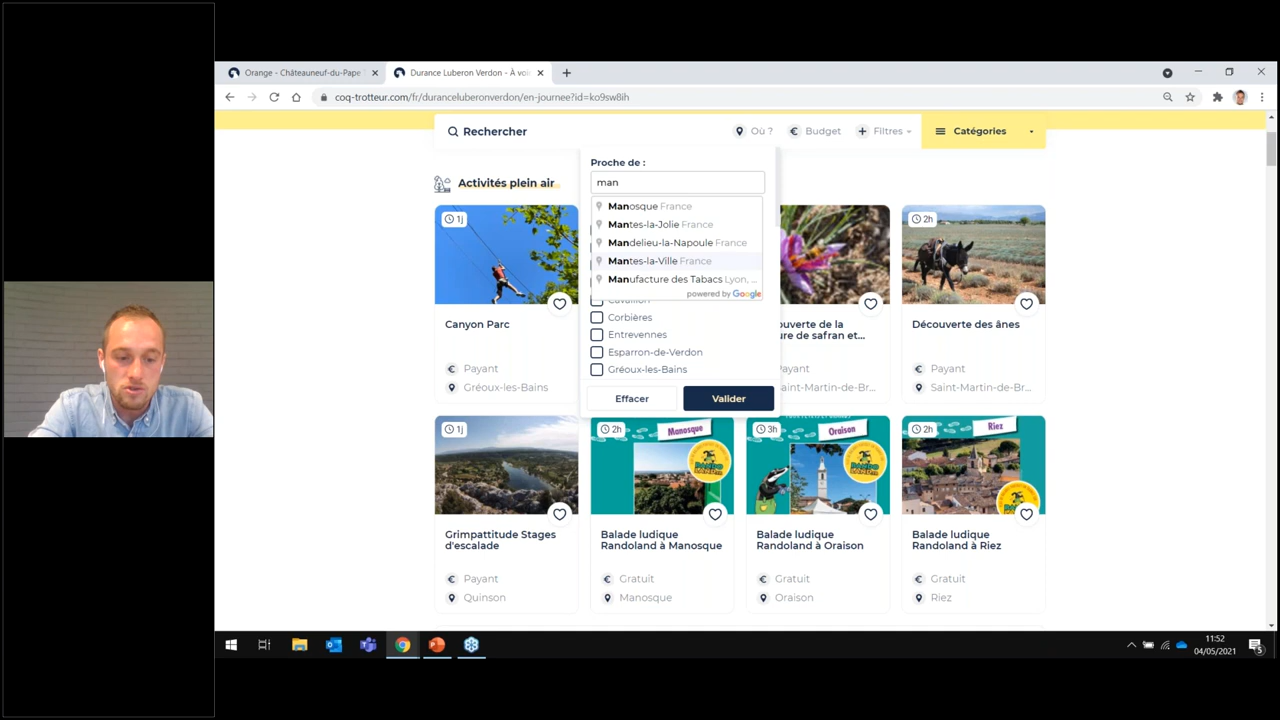 Orange - Châteauneuf-du-Pape
Durance Luberon Verdon - À voi
coq-trotteur.com/fr/duranceluberonverdon/en-journee?id=ko9sw8ih
Rechercher
Où ?
Budget
Filtres
Catégories
Proche de :
man
Manosque France
Mantes-la-Jolie France
Mandelieu-la-Napoule France
Mantes-la-Ville France
Manufacture des Tabacs Lyon, ...
powered by Google
Cavaillon
Corbières
Entrevennes
Esparron-de-Verdon
Gréoux-les-Bains
Effacer
Valider
Activités plein air
1j
Canyon Parc
Payant
Gréoux-les-Bains
ouverte de la
ure de safran et...
Payant
aint-Martin-de-Br...
2h
Découverte des ânes
Payant
Saint-Martin-de-Br...
1j
Grimpattitude Stages
d'escalade
Payant
Quinson
2h
Manosque
Balade ludique
Randoland à Manosque
Gratuit
Manosque
3h
Oraison
Balade ludique
Randoland à Oraison
Gratuit
Oraison
2h
Riez
Balade ludique
Randoland à Riez
Gratuit
Riez
11:52
04/05/2021
5